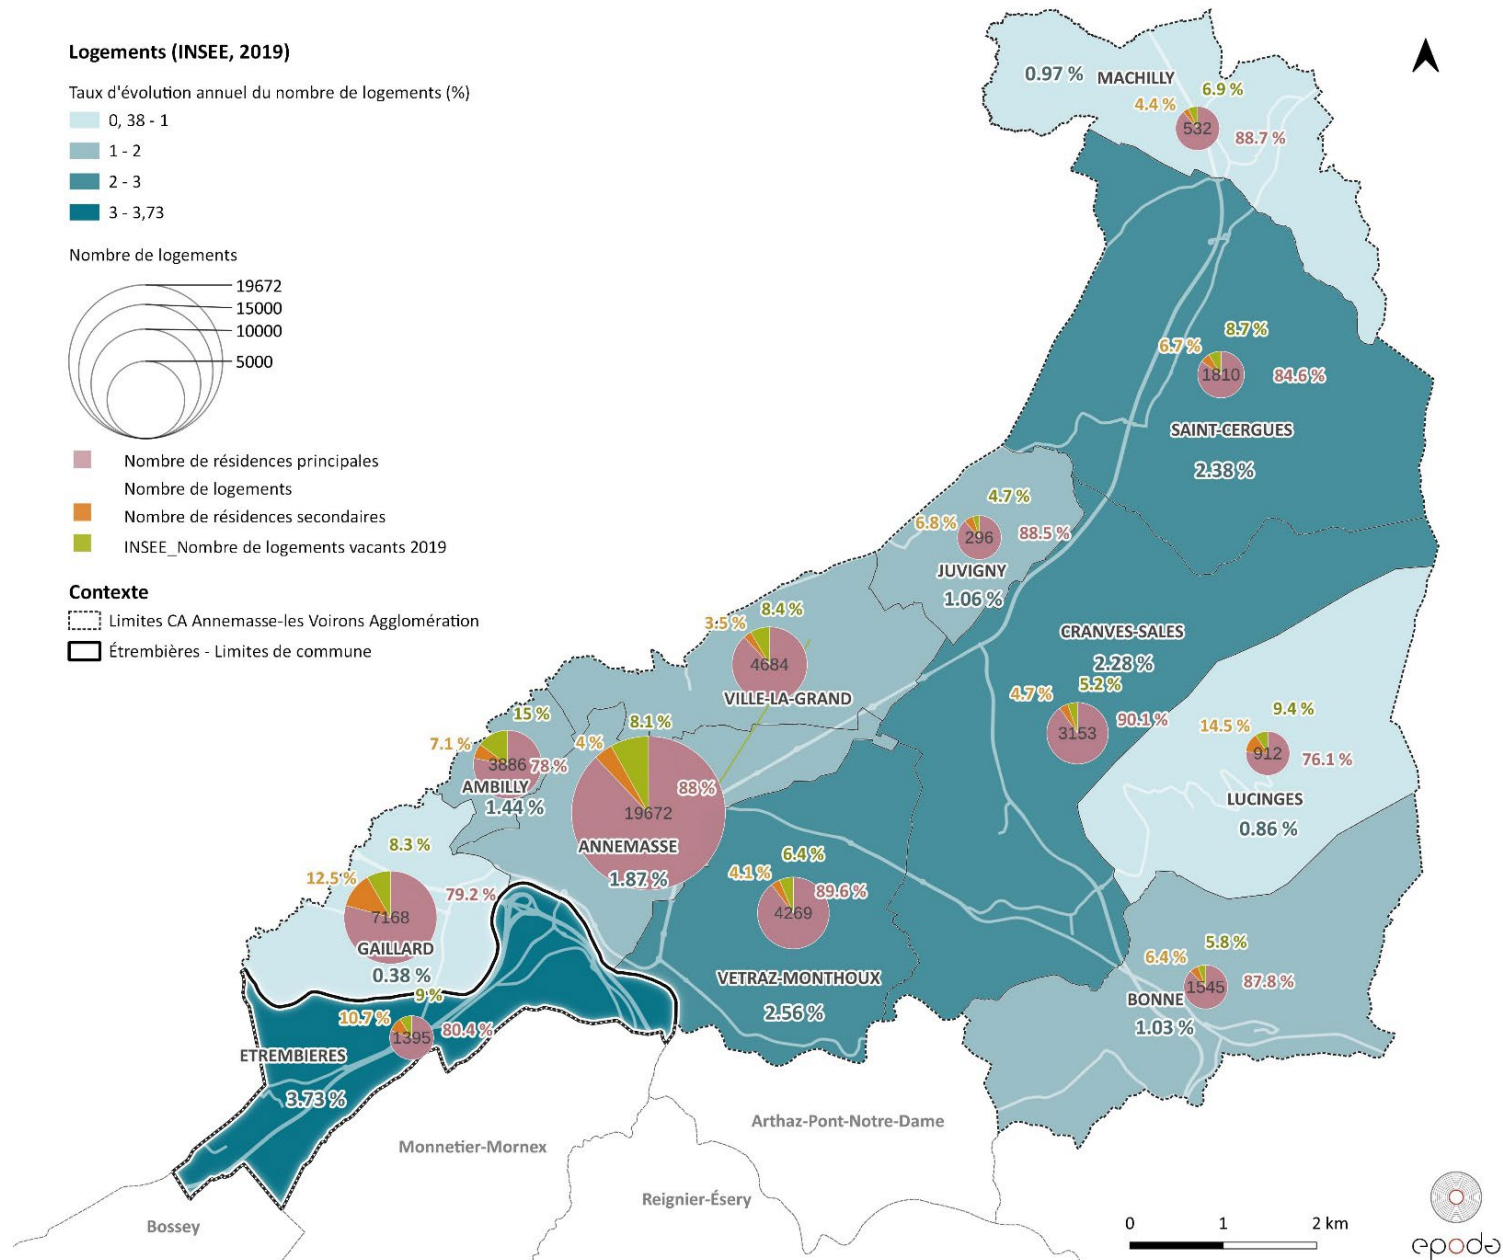 Logements (INSEE, 2019)
Taux d'évolution annuel du nombre de logements (%)
0, 38 - 1
1 - 2
2 - 3
3 - 3,73
Nombre de logements
19672
15000
10000
5000
Nombre de résidences principales
Nombre de logements
Nombre de résidences secondaires
INSEE_Nombre de logements vacants 2019
Contexte
Limites CA Annemasse-les Voirons Agglomération
Étrembières - Limites de commune
0.97 %
MACHILLY
6.9 %
4.4 %
532
88.7 %
8.7 %
6.7 %
1810
84.6 %
SAINT-CERGUES
2.38 %
4.7 %
6.8 %
296
88.5 %
JUVIGNY
1.06 %
8.4 %
3.5 %
4684
VILLE-LA-GRAND
CRANVES-SALES
2.28 %
5.2 %
4.7 %
3153
90.1 %
9.4 %
14.5 %
912
76.1 %
LUCINGES
0.86 %
15 %
7.1 %
3886
78 %
AMBILLY
1.44 %
8.1 %
4 %
88 %
19672
ANNEMASSE
1.87 %
8.3 %
12.5 %
79.2 %
7168
GAILLARD
0.38 %
6.4 %
4.1 %
89.6 %
4269
VETRAZ-MONTHOUX
2.56 %
5.8 %
6.4 %
1545
87.8 %
BONNE
1.03 %
9 %
10.7 %
1395
80.4 %
ETREMBIERES
3.73 %
Monnetier-Mornex
Arthaz-Pont-Notre-Dame
Reignier-Ésery
Bossey
0 1 2 km
epode